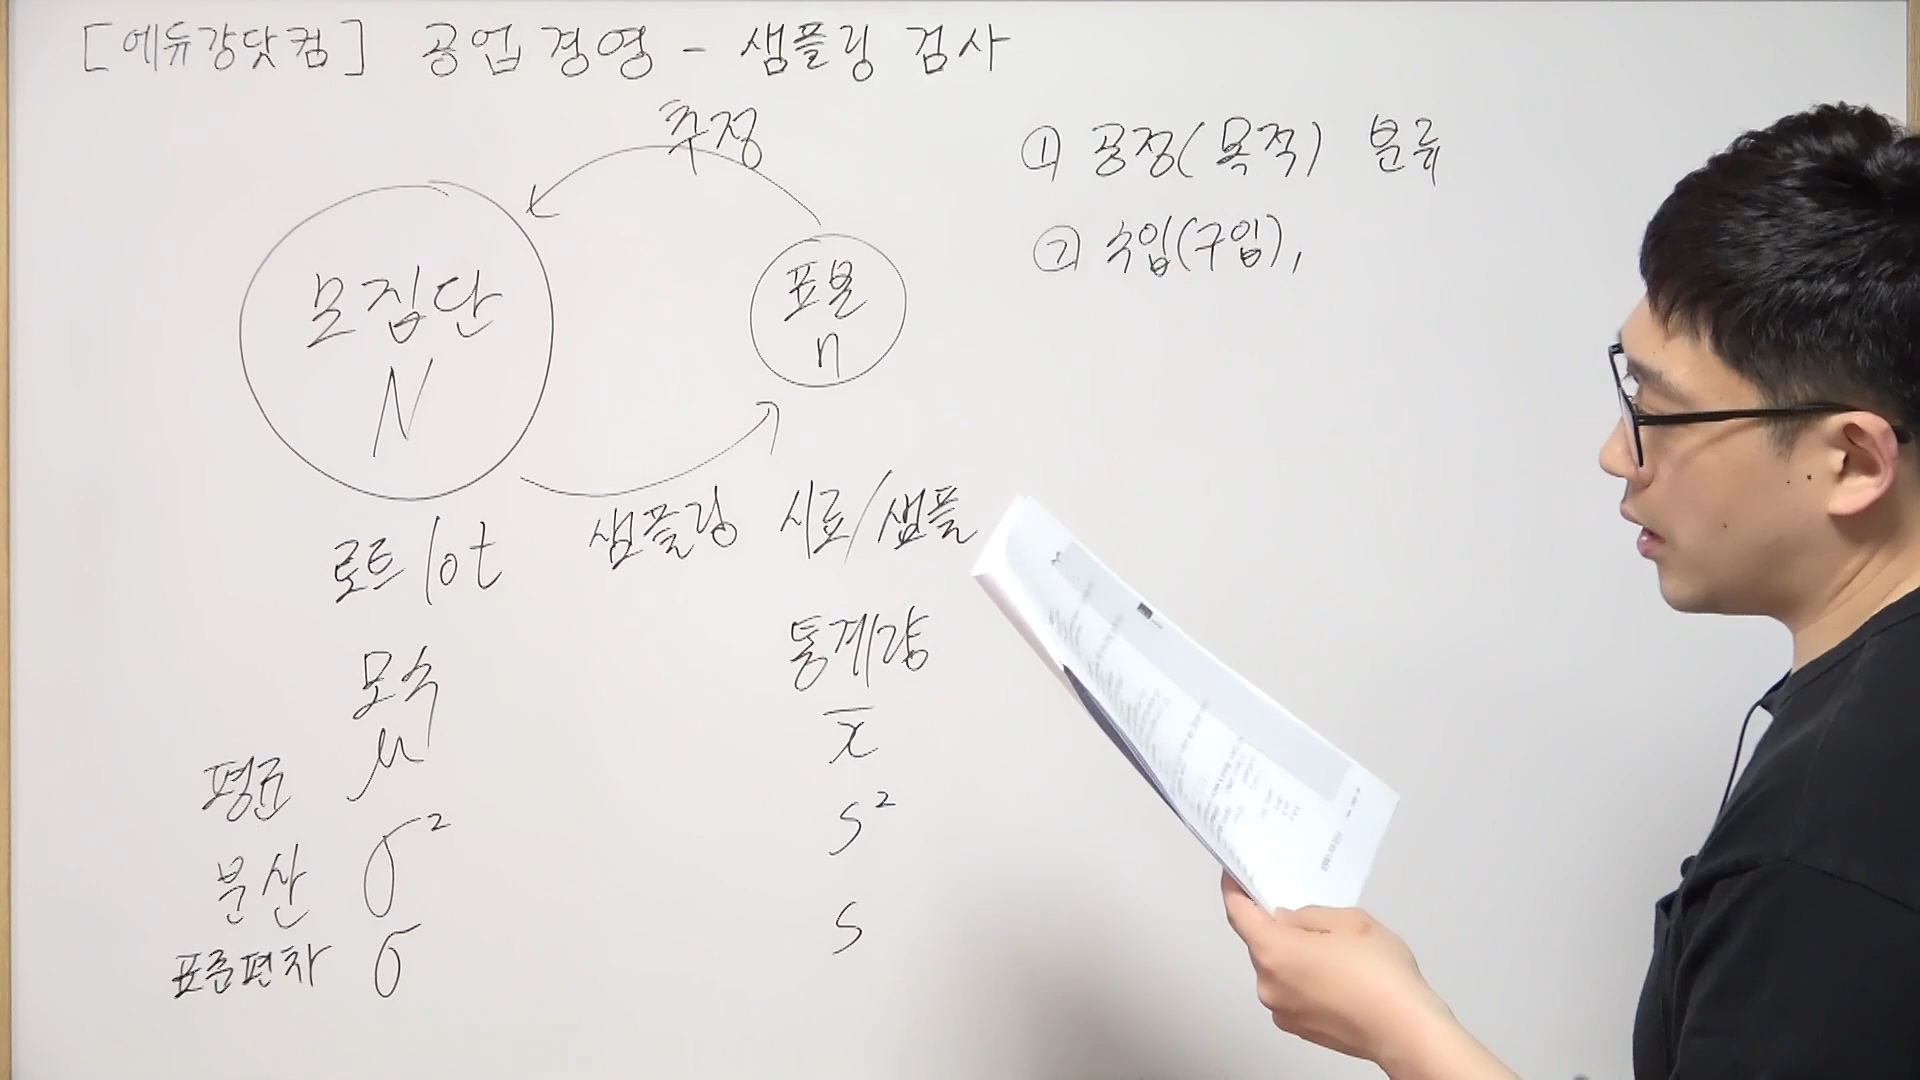 [에듀강닷컴] 공업경영 - 샘플링 검사
추정
모집단
N
표본
n
로트/lot
샘플링
시료/샘플
모수
통계량
평균 μ x̄
분산 σ² s²
표준편차 σ s
① 공정(목적) 분류
② 수입(구입),